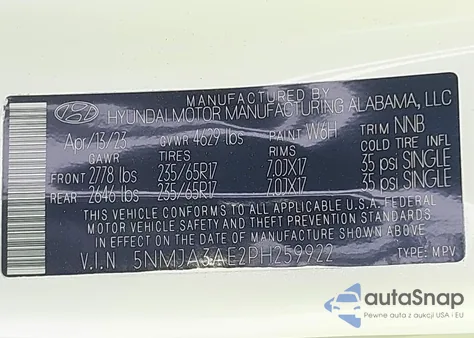 MANUFACTURED BY
HYUNDAI MOTOR MANUFACTURING ALABAMA, LLC
Apr/13/23 GVWR 4629 lbs PAINT W6H TRIM NNB
GAWR TIRES RIMS COLD TIRE INFL
FRONT 2778 lbs 235/65R17 7.0JX17 35 psi SINGLE
REAR 2646 lbs 235/65R17 7.0JX17 35 psi SINGLE
THIS VEHICLE CONFORMS TO ALL APPLICABLE U.S.A. FEDERAL
MOTOR VEHICLE SAFETY AND THEFT PREVENTION STANDARDS
IN EFFECT ON THE DATE OF MANUFACTURE SHOWN ABOVE
V.I.N 5NMJA3AE2PH259922 TYPE: MPV
autaSnap
Pewne auta z aukcji USA i EU